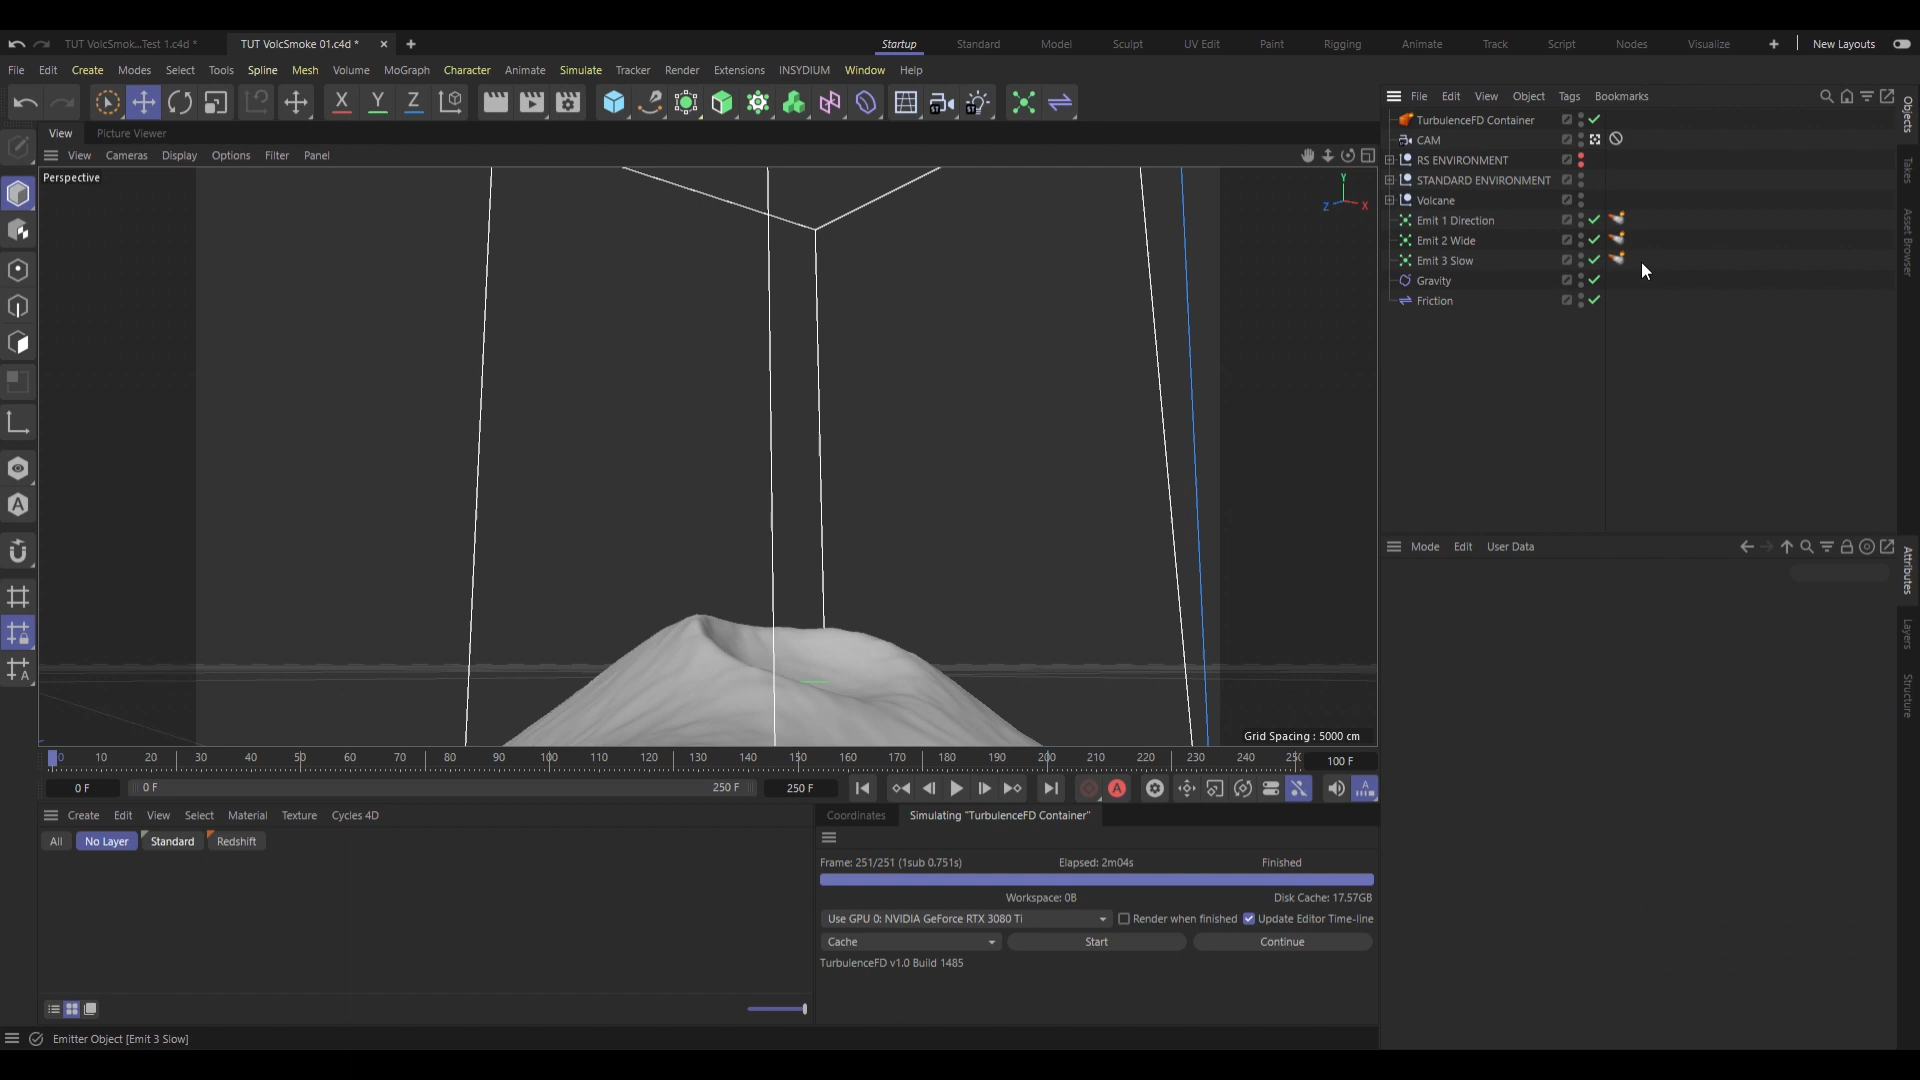 TUT VolcSmok...Test 1.c4d *
TUT VolcSmoke 01.c4d *
Startup
Standard
Model
Sculpt
UV Edit
Paint
Rigging
Animate
Track
Script
Nodes
Visualize
New Layouts
File Edit Create Modes Select Tools Spline Mesh Volume MoGraph Character Animate Simulate Tracker Render Extensions INSYDIUM Window Help
X Y Z
File Edit View Object Tags Bookmarks
View
Picture Viewer
View Cameras Display Options Filter Panel
Perspective
Y
Z X
TurbulenceFD Container
CAM
RS ENVIRONMENT
STANDARD ENVIRONMENT
Volcane
Emit 1 Direction
Emit 2 Wide
Emit 3 Slow
Gravity
Friction
Objects
Takes
Asset Browser
Mode Edit User Data
Attributes
Layers
Structure
Grid Spacing : 5000 cm
0 10 20 30 40 50 60 70 80 90 100 110 120 130 140 150 160 170 180 190 200 210 220 230 240 25
100 F
0 F
0 F
250 F
250 F
Create Edit View Select Material Texture Cycles 4D
All
No Layer
Standard
Redshift
Coordinates
Simulating "TurbulenceFD Container"
Frame: 251/251 (1sub 0.751s)
Elapsed: 2m04s
Finished
Workspace: 0B
Disk Cache: 17.57GB
Use GPU 0: NVIDIA GeForce RTX 3080 Ti
Render when finished
Update Editor Time-line
Cache
Start
Continue
TurbulenceFD v1.0 Build 1485
Emitter Object [Emit 3 Slow]